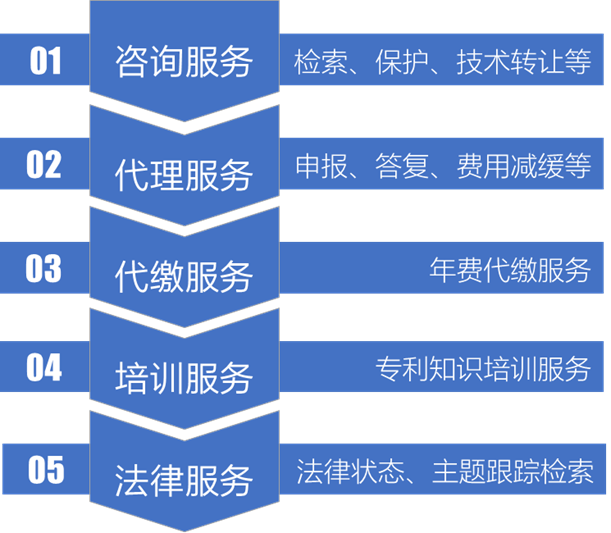 01 咨询服务 检索、保护、技术转让等
02 代理服务 申报、答复、费用减缓等
03 代缴服务 年费代缴服务
04 培训服务 专利知识培训服务
05 法律服务 法律状态、主题跟踪检索